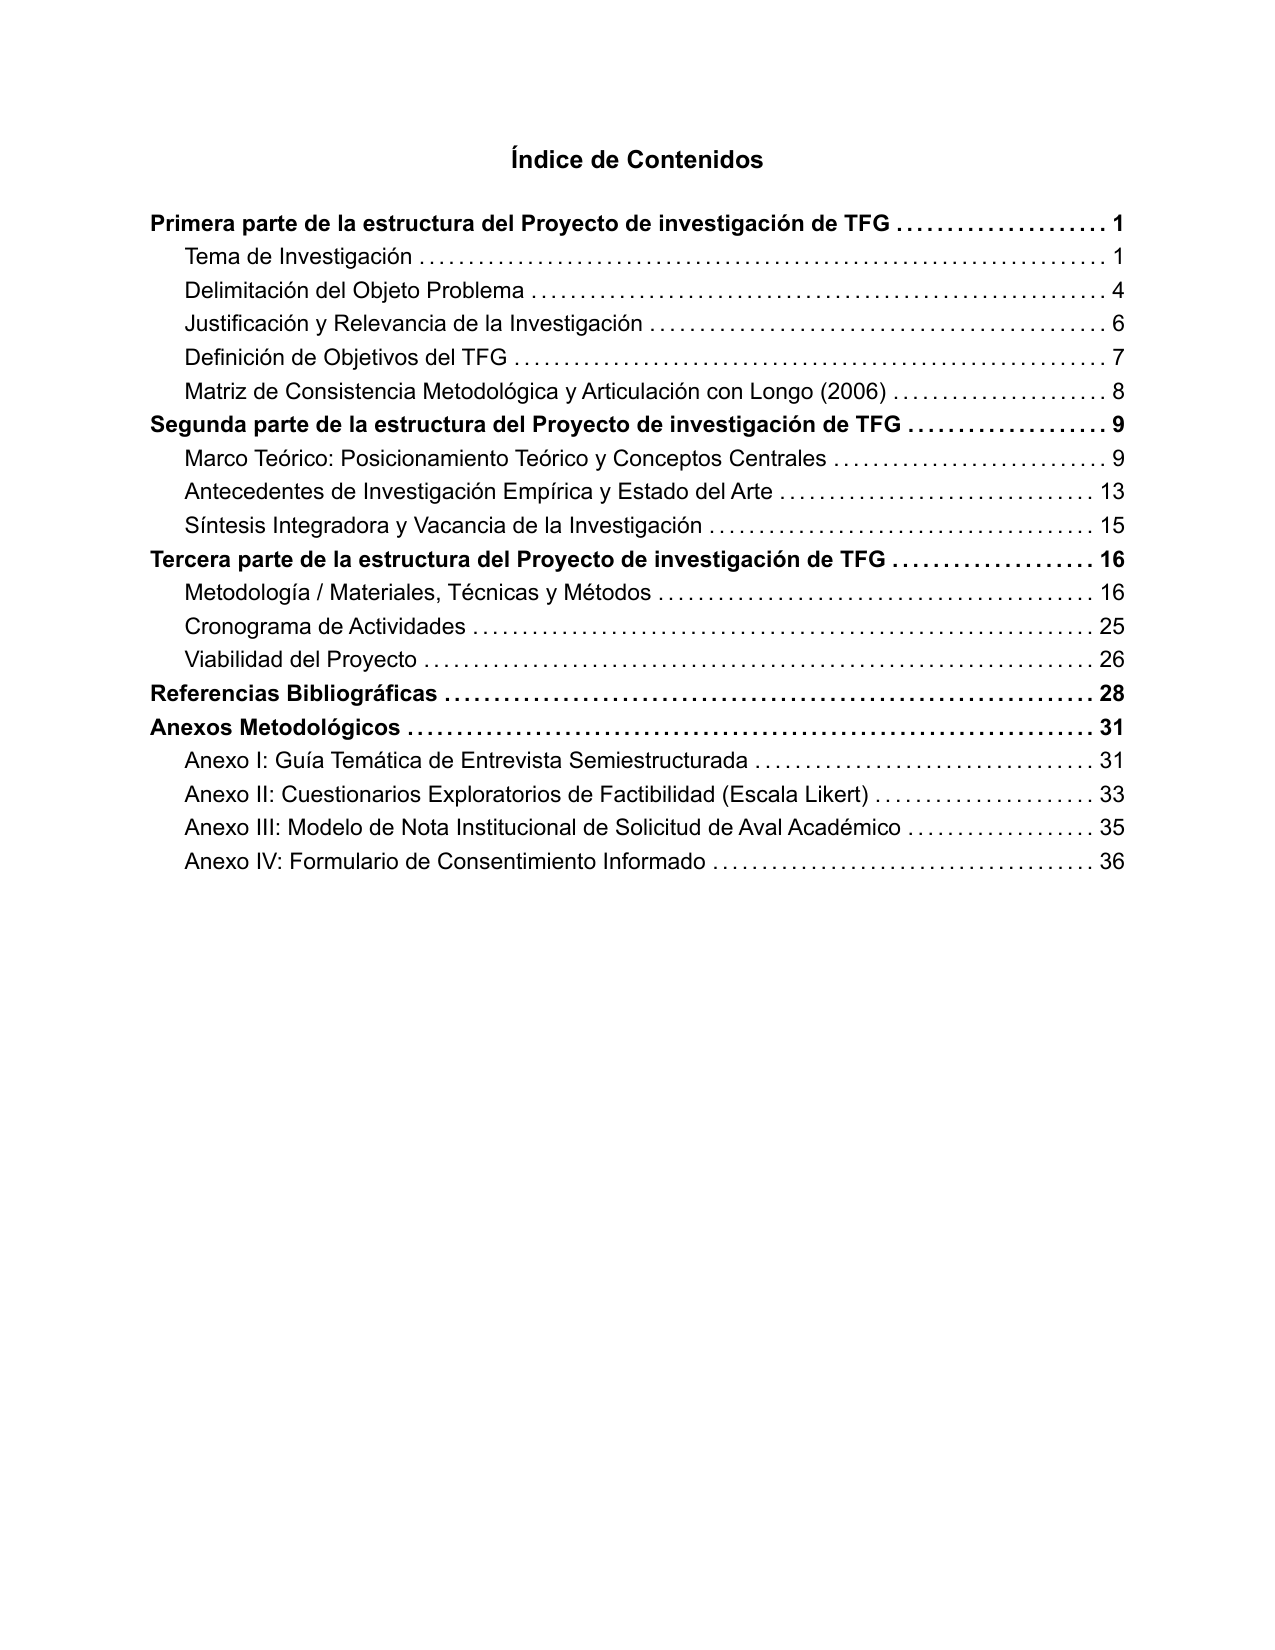 Índice de Contenidos
Primera parte de la estructura del Proyecto de investigación de TFG . . . . . . . . . . . . . . . . . . . . . 1
Tema de Investigación . . . . . . . . . . . . . . . . . . . . . . . . . . . . . . . . . . . . . . . . . . . . . . . . . . . . . . . . . . . . . . . . . . . . . . 1
Delimitación del Objeto Problema . . . . . . . . . . . . . . . . . . . . . . . . . . . . . . . . . . . . . . . . . . . . . . . . . . . . . . . . . . 4
Justificación y Relevancia de la Investigación . . . . . . . . . . . . . . . . . . . . . . . . . . . . . . . . . . . . . . . . . . . . . . 6
Definición de Objetivos del TFG . . . . . . . . . . . . . . . . . . . . . . . . . . . . . . . . . . . . . . . . . . . . . . . . . . . . . . . . . . . . 7
Matriz de Consistencia Metodológica y Articulación con Longo (2006) . . . . . . . . . . . . . . . . . . . . . . 8
Segunda parte de la estructura del Proyecto de investigación de TFG . . . . . . . . . . . . . . . . . . . . 9
Marco Teórico: Posicionamiento Teórico y Conceptos Centrales . . . . . . . . . . . . . . . . . . . . . . . . . . . . 9
Antecedentes de Investigación Empírica y Estado del Arte . . . . . . . . . . . . . . . . . . . . . . . . . . . . . . . . 13
Síntesis Integradora y Vacancia de la Investigación . . . . . . . . . . . . . . . . . . . . . . . . . . . . . . . . . . . . . . . 15
Tercera parte de la estructura del Proyecto de investigación de TFG . . . . . . . . . . . . . . . . . . . . 16
Metodología / Materiales, Técnicas y Métodos . . . . . . . . . . . . . . . . . . . . . . . . . . . . . . . . . . . . . . . . . . . . 16
Cronograma de Actividades . . . . . . . . . . . . . . . . . . . . . . . . . . . . . . . . . . . . . . . . . . . . . . . . . . . . . . . . . . . . . . . 25
Viabilidad del Proyecto . . . . . . . . . . . . . . . . . . . . . . . . . . . . . . . . . . . . . . . . . . . . . . . . . . . . . . . . . . . . . . . . . . . . 26
Referencias Bibliográficas . . . . . . . . . . . . . . . . . . . . . . . . . . . . . . . . . . . . . . . . . . . . . . . . . . . . . . . . . . . . . . . . . 28
Anexos Metodológicos . . . . . . . . . . . . . . . . . . . . . . . . . . . . . . . . . . . . . . . . . . . . . . . . . . . . . . . . . . . . . . . . . . . . . 31
Anexo I: Guía Temática de Entrevista Semiestructurada . . . . . . . . . . . . . . . . . . . . . . . . . . . . . . . . . . 31
Anexo II: Cuestionarios Exploratorios de Factibilidad (Escala Likert) . . . . . . . . . . . . . . . . . . . . . . 33
Anexo III: Modelo de Nota Institucional de Solicitud de Aval Académico . . . . . . . . . . . . . . . . . . . 35
Anexo IV: Formulario de Consentimiento Informado . . . . . . . . . . . . . . . . . . . . . . . . . . . . . . . . . . . . . . 36